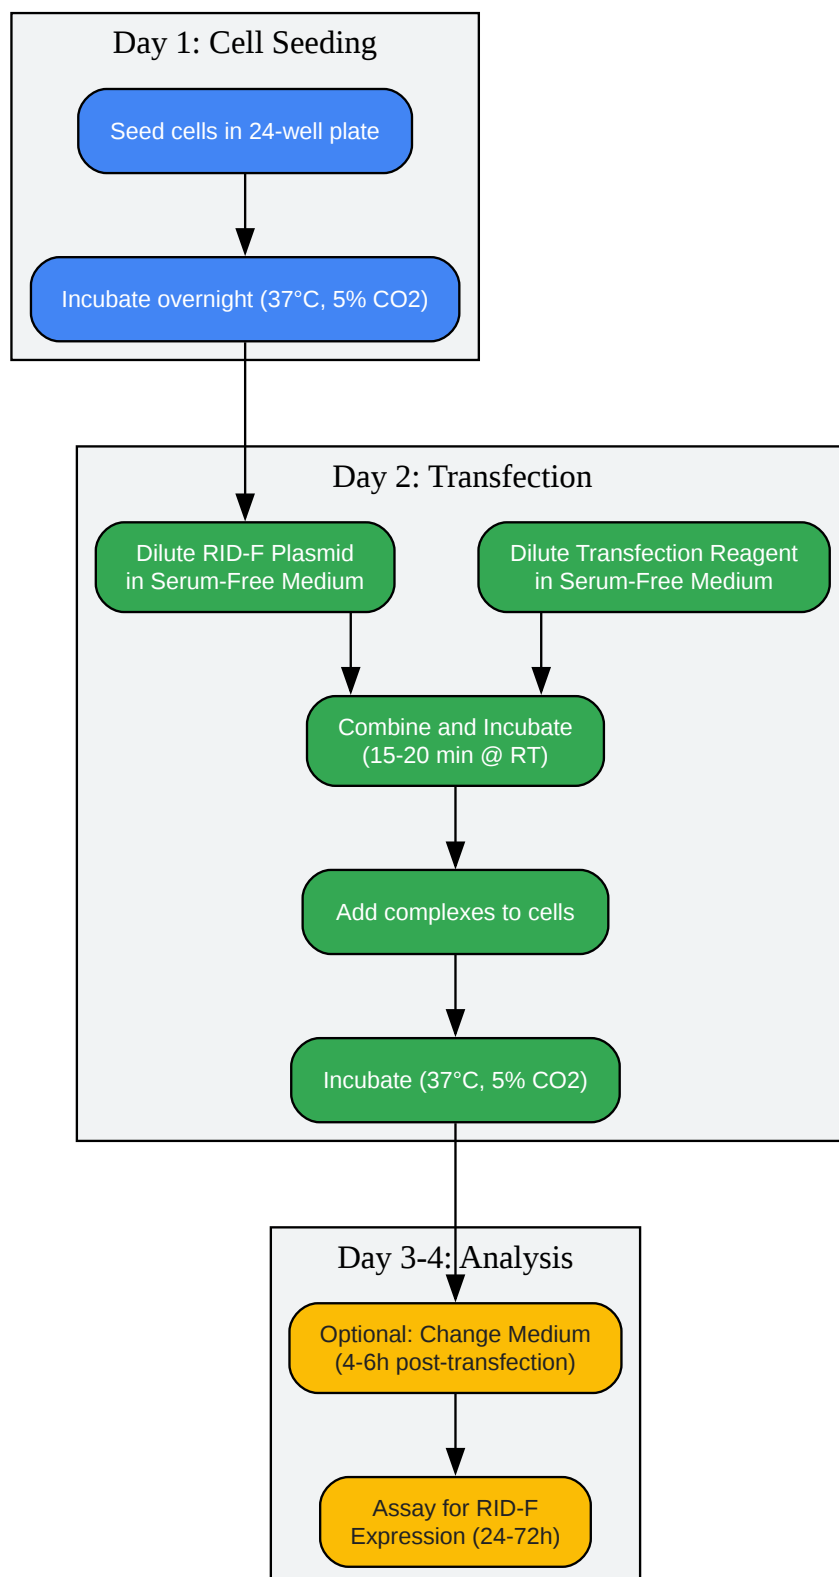 Day 1: Cell Seeding
Seed cells in 24-well plate
Incubate overnight (37°C, 5% CO2)
Day 2: Transfection
Dilute RID-F Plasmid
in Serum-Free Medium
Dilute Transfection Reagent
in Serum-Free Medium
Combine and Incubate
(15-20 min @ RT)
Add complexes to cells
Incubate (37°C, 5% CO2)
Day 3-4: Analysis
Optional: Change Medium
(4-6h post-transfection)
Assay for RID-F
Expression (24-72h)